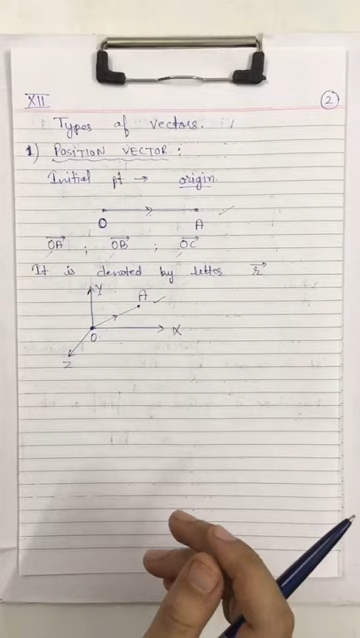 XII
2
Types of vectors.
1) POSITION VECTOR :
Initial pt → origin
O A
OA ; OB ; OC
It is denoted by letter r
Y
A
O
X
Z